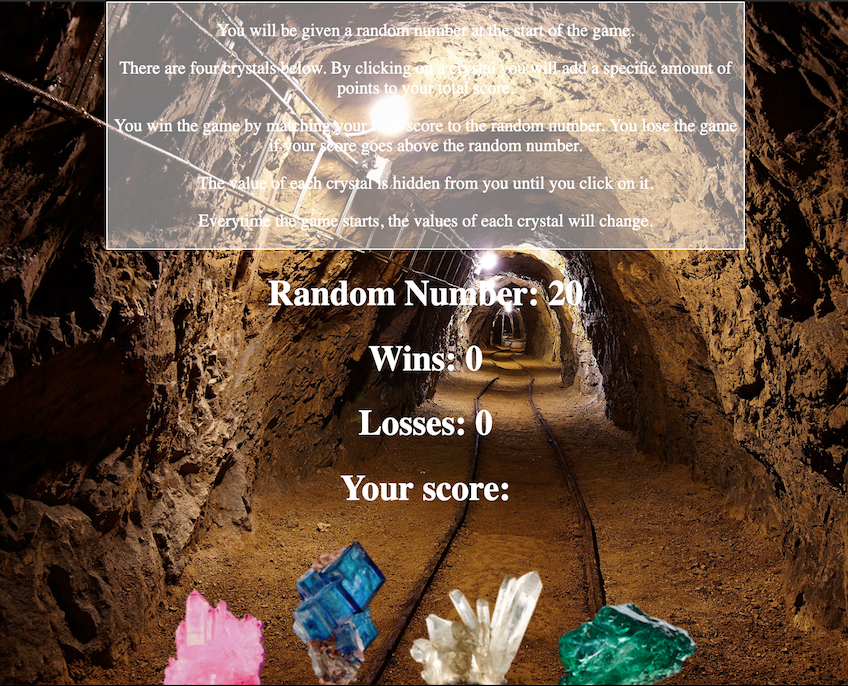 You will be given a random number at the start of the game.
There are four crystals below. By clicking on a crystal you will add a specific amount of
points to your total score.
You win the game by matching your total score to the random number. You lose the game
if your score goes above the random number.
The value of each crystal is hidden from you until you click on it.
Everytime the game starts, the values of each crystal will change.
Random Number: 20
Wins: 0
Losses: 0
Your score: